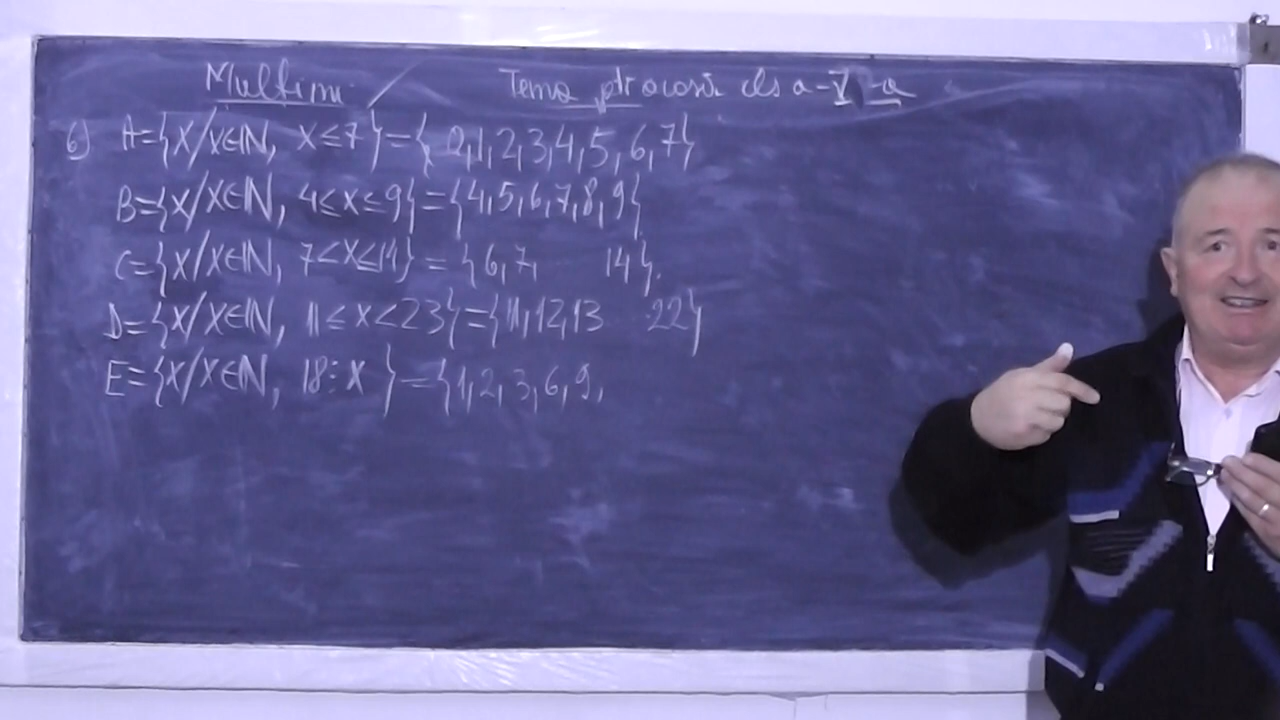 Mulțimi Tema ptr acasă cls a-V-a
6) A={x/x∈N, x≤7}={0,1,2,3,4,5,6,7}
B={x/x∈N, 4≤x≤9}={4,5,6,7,8,9}
C={x/x∈N, 7<x≤14}={6,7, 14}.
D={x/x∈N, 11≤x<23}={11,12,13 22}
E={x/x∈N, 18⋮x}={1,2,3,6,9,